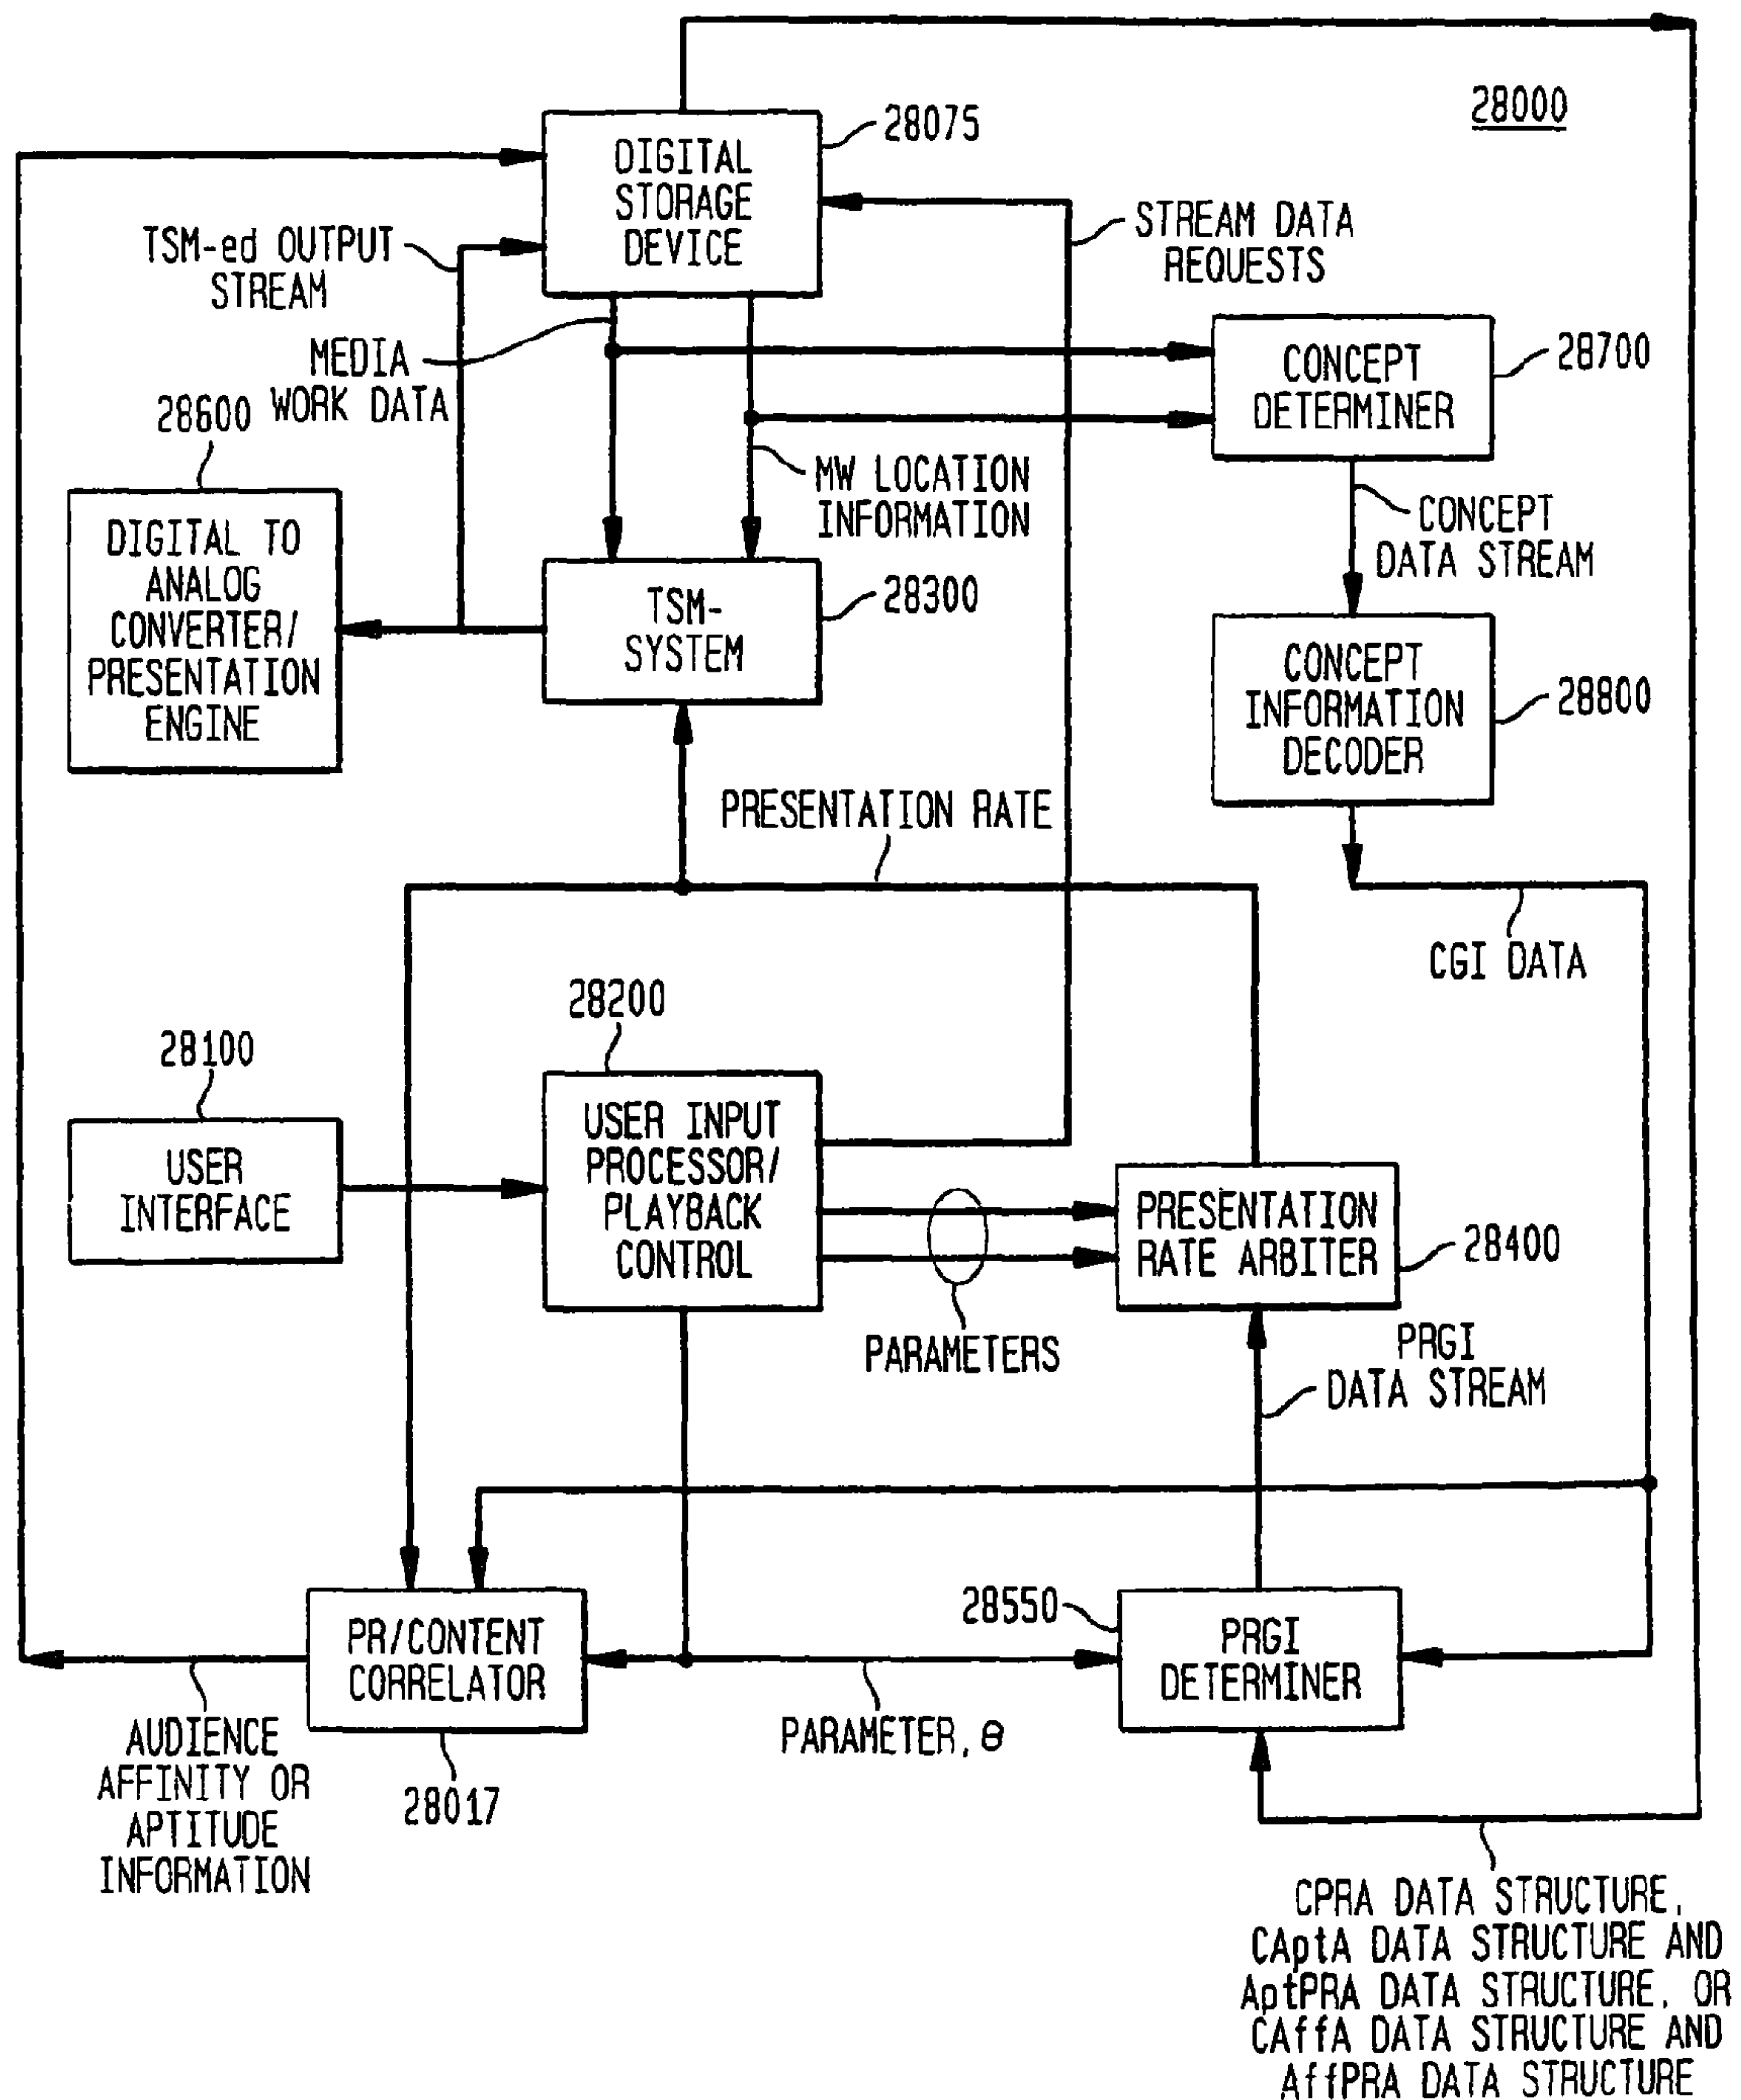 28000
28075
DIGITAL
STORAGE
DEVICE
STREAM DATA
REQUESTS
TSM-ed OUTPUT
STREAM
MEDIA
WORK DATA
28700
CONCEPT
DETERMINER
28600
MW LOCATION
INFORMATION
CONCEPT
DATA STREAM
DIGITAL TO
ANALOG
CONVERTER/
PRESENTATION
ENGINE
28300
TSM-
SYSTEM
CONCEPT
INFORMATION
DECODER
28800
PRESENTATION RATE
CGI DATA
28200
28100
USER
INTERFACE
USER INPUT
PROCESSOR/
PLAYBACK
CONTROL
PRESENTATION
RATE ARBITER
28400
PARAMETERS
PRGI
DATA STREAM
28550
PR/CONTENT
CORRELATOR
PRGI
DETERMINER
AUDIENCE
AFFINITY OR
APTITUDE
INFORMATION
28017
PARAMETER, θ
CPRA DATA STRUCTURE,
CAptA DATA STRUCTURE AND
AptPRA DATA STRUCTURE, OR
CAffA DATA STRUCTURE AND
AffPRA DATA STRUCTURE